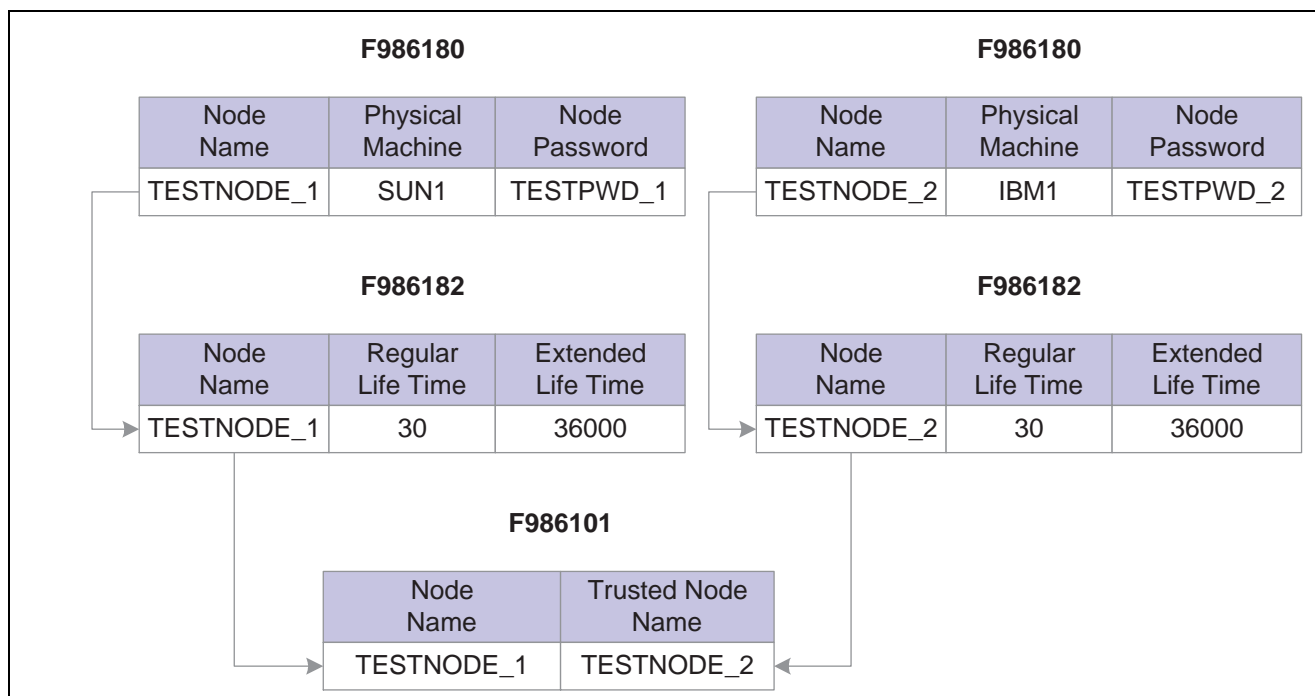 F986180
Node Name
Physical Machine
Node Password
TESTNODE_1
SUN1
TESTPWD_1
F986180
Node Name
Physical Machine
Node Password
TESTNODE_2
IBM1
TESTPWD_2
F986182
Node Name
Regular Life Time
Extended Life Time
TESTNODE_1
30
36000
F986182
Node Name
Regular Life Time
Extended Life Time
TESTNODE_2
30
36000
F986101
Node Name
Trusted Node Name
TESTNODE_1
TESTNODE_2